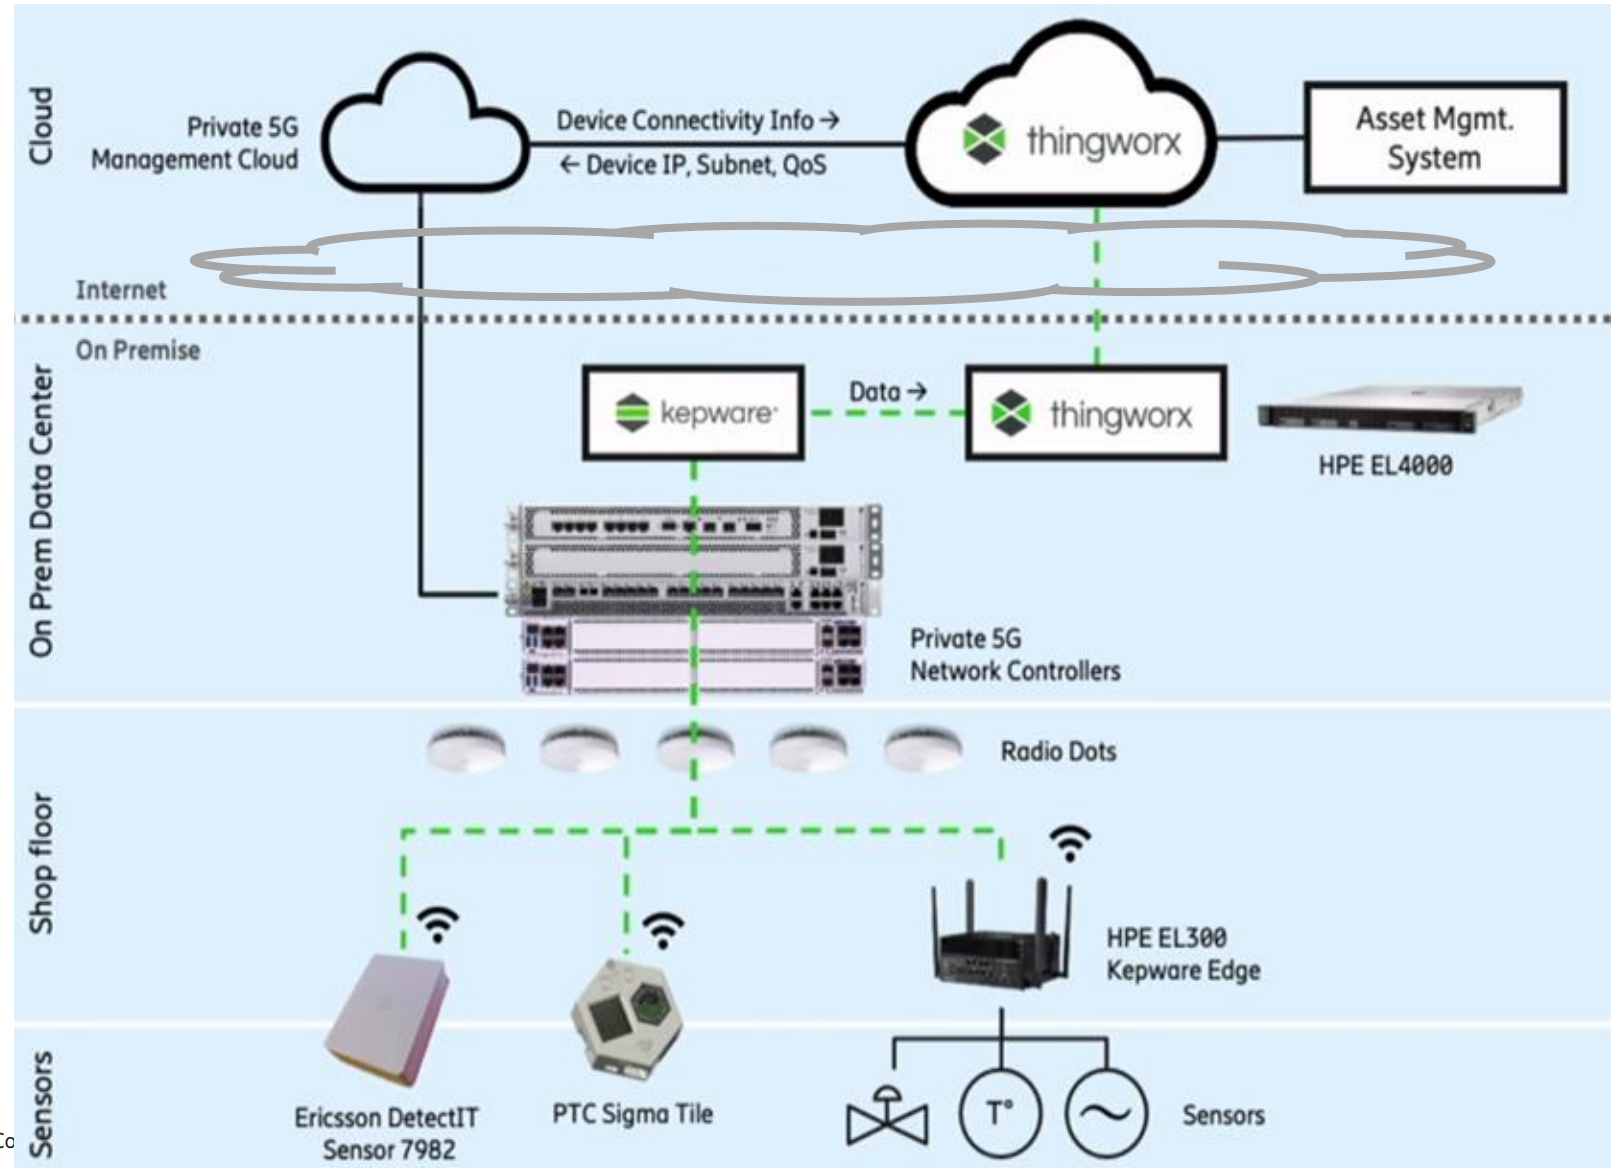 Cloud
Private 5G
Management Cloud
Device Connectivity Info →
← Device IP, Subnet, QoS
thingworx
Asset Mgmt.
System
Internet
On Premise
On Prem Data Center
kepware
Data →
thingworx
HPE EL4000
Private 5G
Network Controllers
Shop floor
Radio Dots
HPE EL300
Kepware Edge
Sensors
Ericsson DetectIT
Sensor 7982
PTC Sigma Tile
T°
Sensors
Co